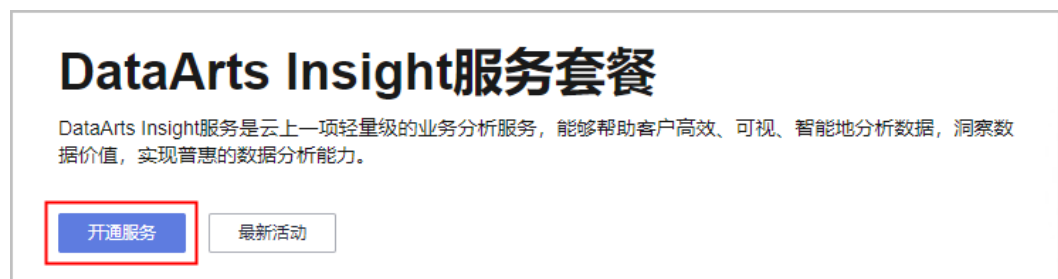 DataArts Insight服务套餐
DataArts Insight服务是云上一项轻量级的业务分析服务，能够帮助客户高效、可视、智能地分析数据，洞察数
据价值，实现普惠的数据分析能力。
开通服务 最新活动